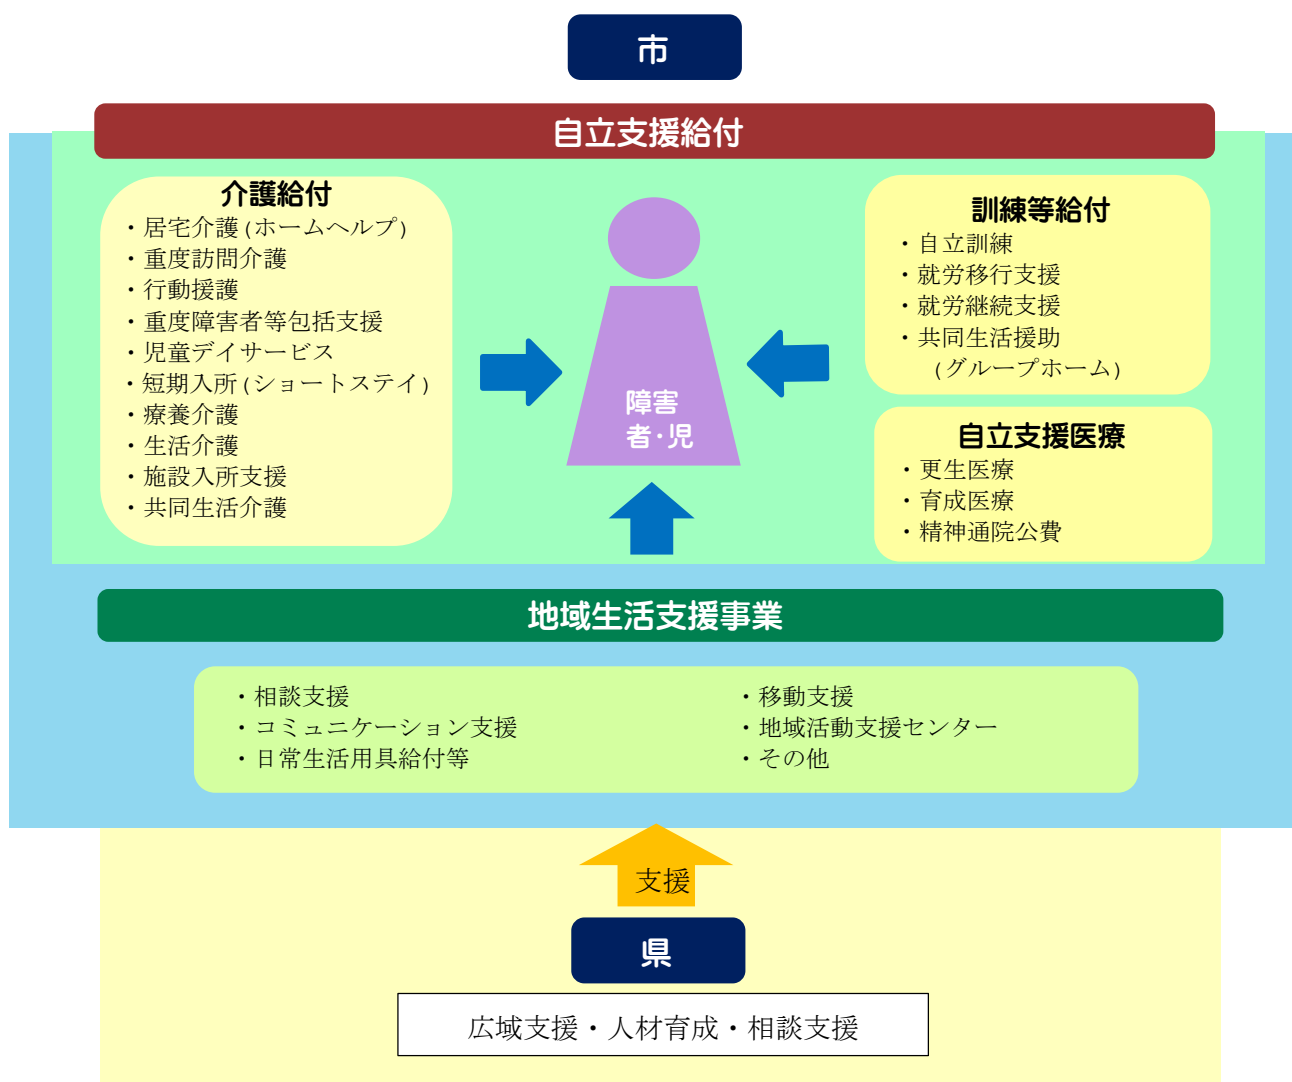 市
自立支援給付
介護給付
・居宅介護(ホームヘルプ)
・重度訪問介護
・行動援護
・重度障害者等包括支援
・児童デイサービス
・短期入所(ショートステイ)
・療養介護
・生活介護
・施設入所支援
・共同生活介護
障害
者・児
訓練等給付
・自立訓練
・就労移行支援
・就労継続支援
・共同生活援助
(グループホーム)
自立支援医療
・更生医療
・育成医療
・精神通院公費
地域生活支援事業
・相談支援
・コミュニケーション支援
・日常生活用具給付等
・移動支援
・地域活動支援センター
・その他
支援
県
広域支援・人材育成・相談支援